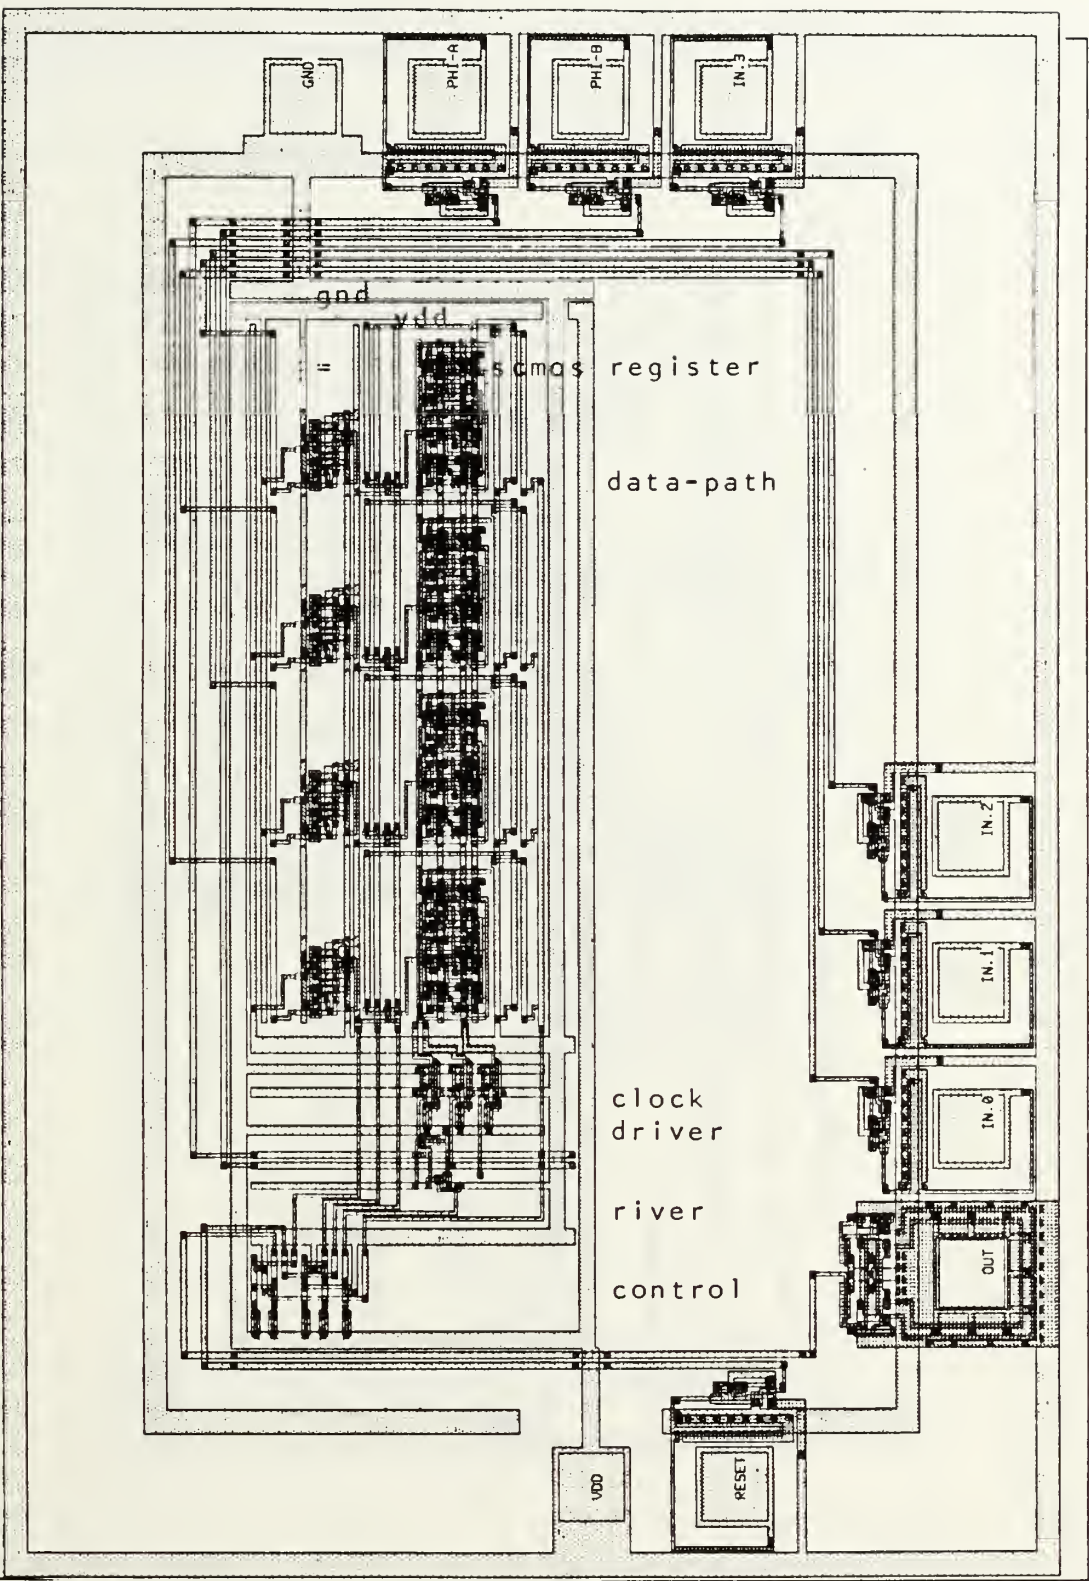 GND
PHI-A
PHI-B
IN.3
gnd
vdd
scmos register
=
data-path
IN.2
IN.1
IN.0
clock
driver
river
OUT
control
VDD
RESET